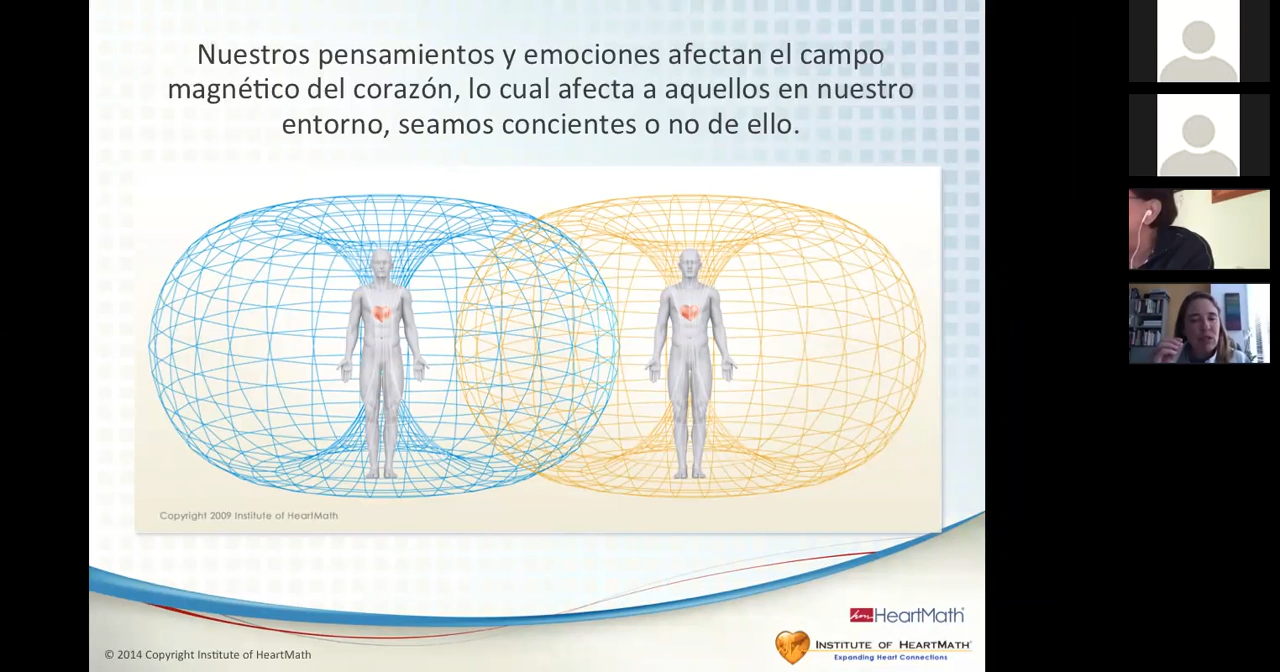 Nuestros pensamientos y emociones afectan el campo
magnético del corazón, lo cual afecta a aquellos en nuestro
entorno, seamos concientes o no de ello.
Copyright 2009 Institute of HeartMath
hm HeartMath®
INSTITUTE OF HEARTMATH®
Expanding Heart Connections
© 2014 Copyright Institute of HeartMath